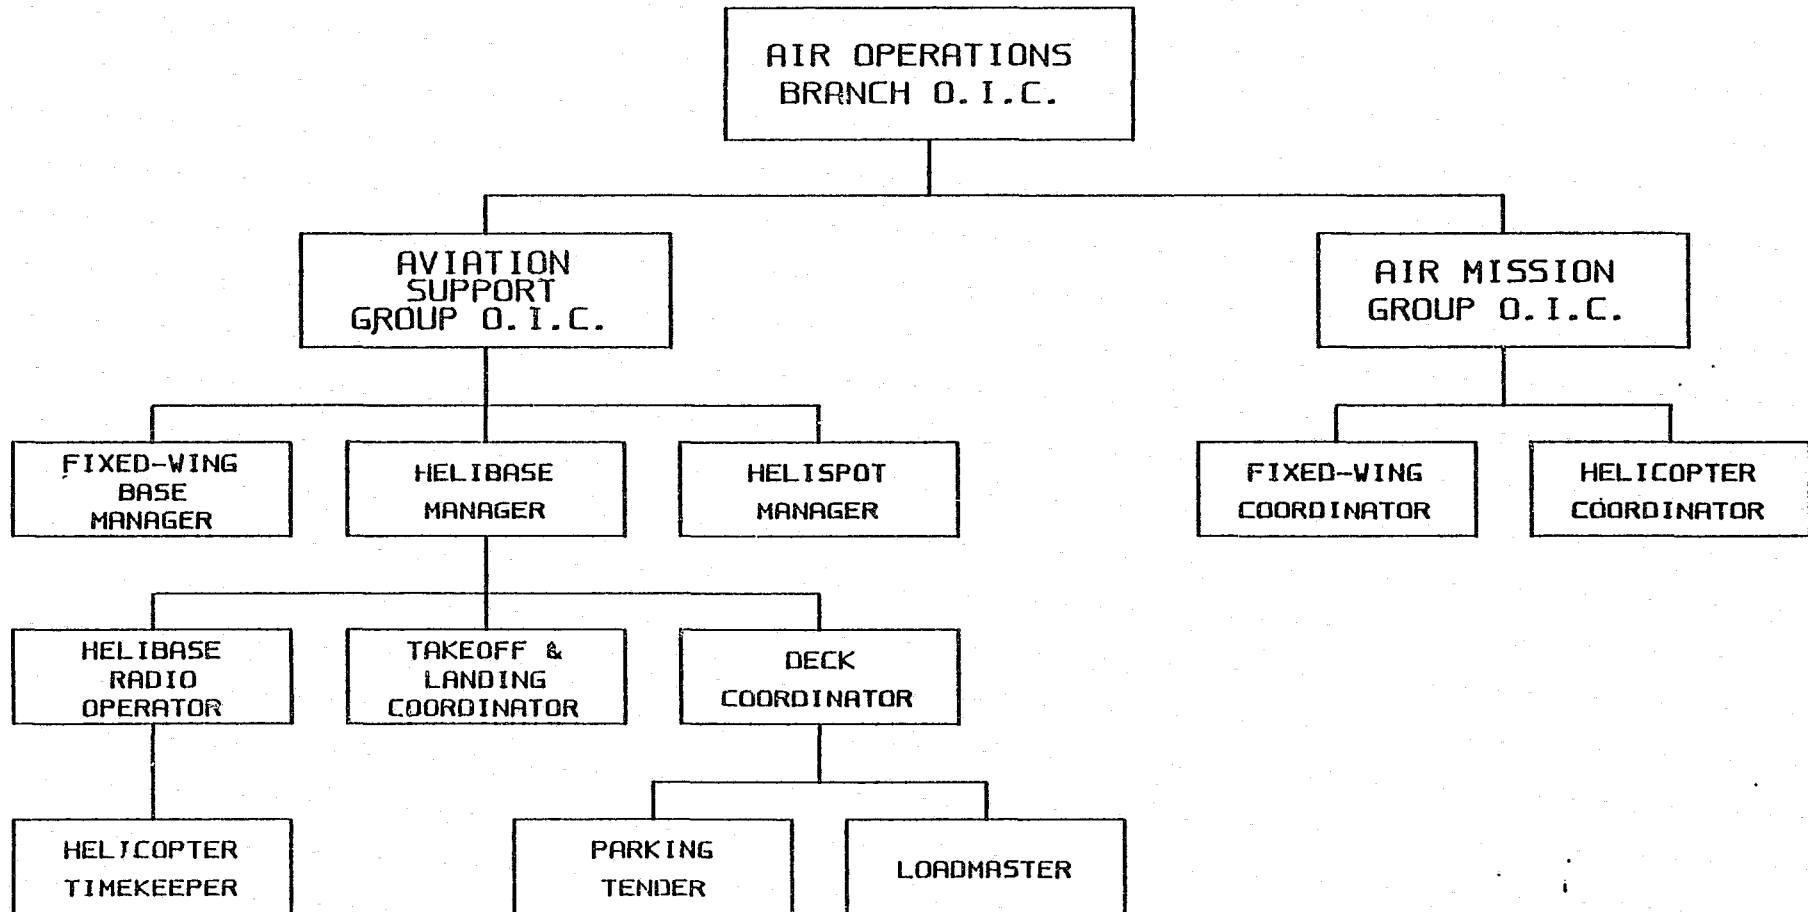 AIR OPERATIONS
BRANCH O.I.C.
AVIATION
SUPPORT
GROUP O.I.C.
AIR MISSION
GROUP O.I.C.
FIXED-WING
BASE
MANAGER
HELIBASE
MANAGER
HELISPOT
MANAGER
FIXED-WING
COORDINATOR
HELICOPTER
COORDINATOR
HELIBASE
RADIO
OPERATOR
TAKEOFF &
LANDING
COORDINATOR
DECK
COORDINATOR
HELICOPTER
TIMEKEEPER
PARKING
TENDER
LOADMASTER